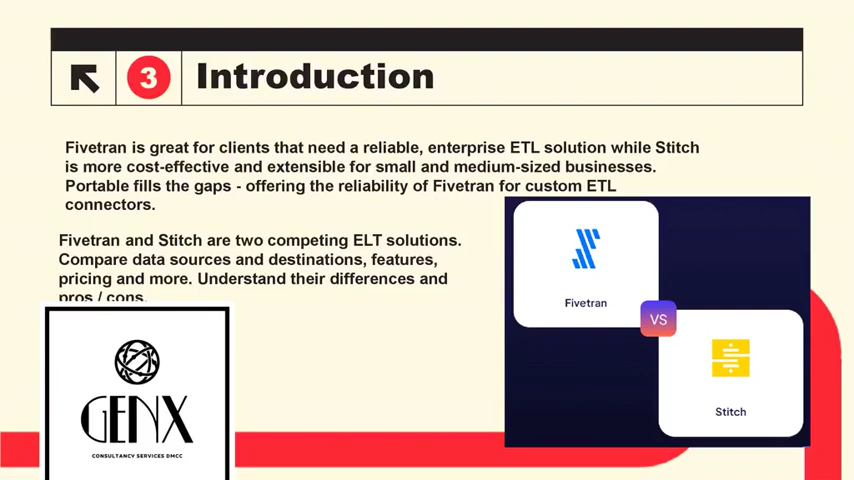 3 Introduction
Fivetran is great for clients that need a reliable, enterprise ETL solution while Stitch
is more cost-effective and extensible for small and medium-sized businesses.
Portable fills the gaps - offering the reliability of Fivetran for custom ETL
connectors.
Fivetran and Stitch are two competing ELT solutions.
Compare data sources and destinations, features,
pricing and more. Understand their differences and
pros / cons.
Fivetran
VS
Stitch
GENX
CONSULTANCY SERVICES DMCC